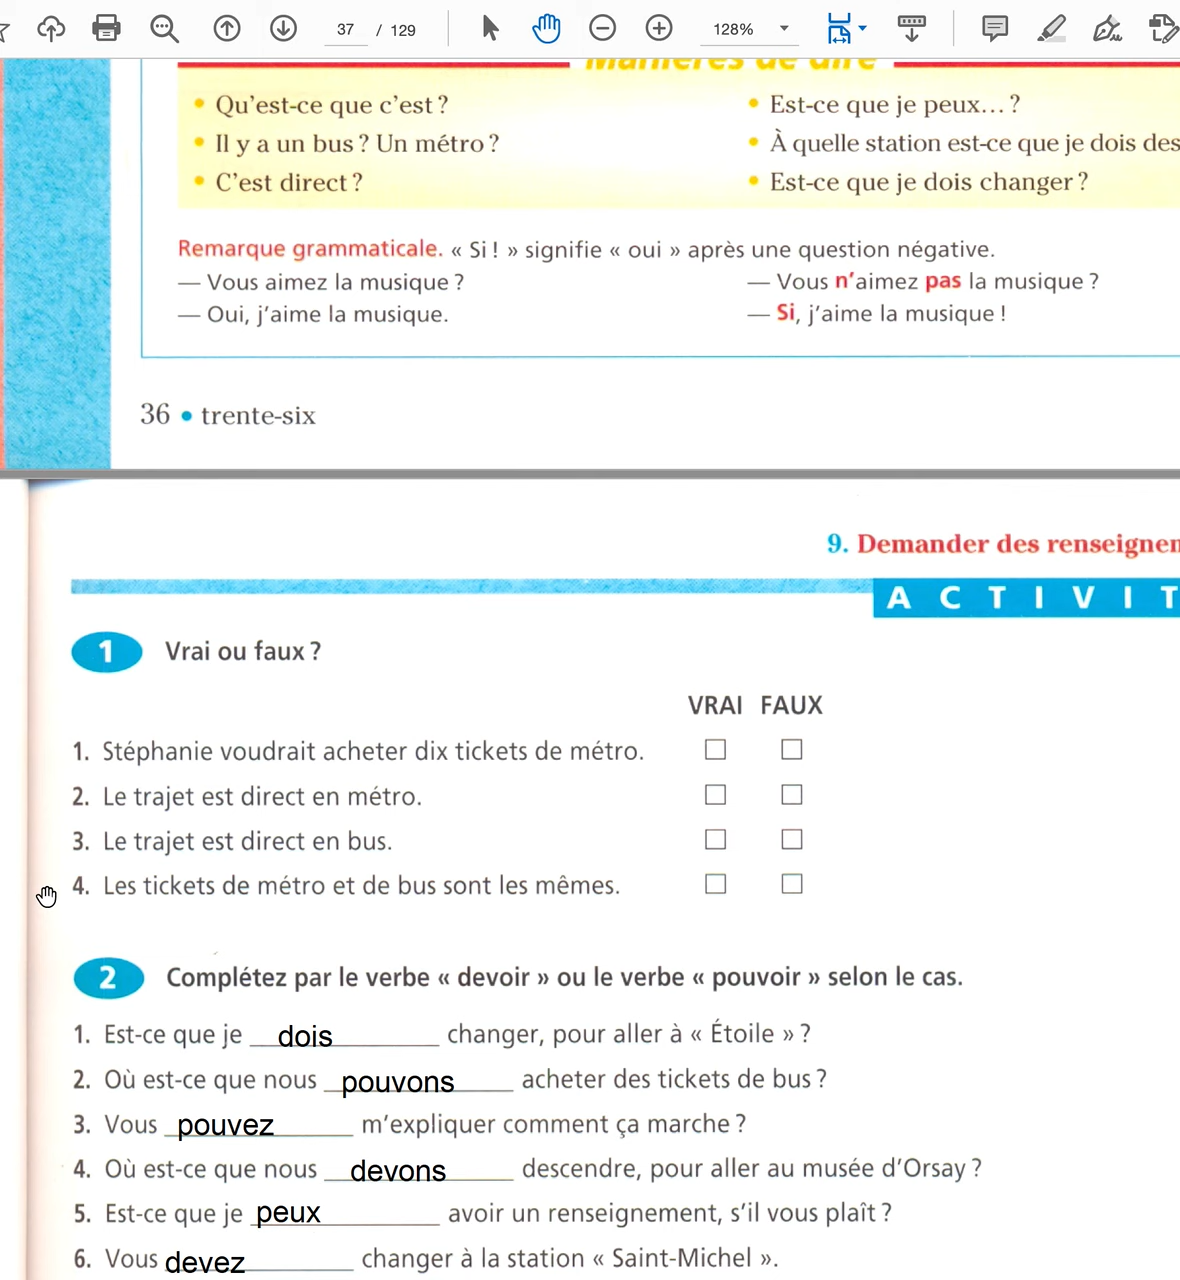 37 / 129 128%
Manières de dire
• Qu'est-ce que c'est ?
• Il y a un bus ? Un métro ?
• C'est direct ?
• Est-ce que je peux… ?
• À quelle station est-ce que je dois des
• Est-ce que je dois changer ?
Remarque grammaticale. « Si ! » signifie « oui » après une question négative.
— Vous aimez la musique ?
— Oui, j'aime la musique.
— Vous n'aimez pas la musique ?
— Si, j'aime la musique !
36 • trente-six
9. Demander des renseignem
ACTIVIT
1 Vrai ou faux ?
VRAI FAUX
1. Stéphanie voudrait acheter dix tickets de métro.
2. Le trajet est direct en métro.
3. Le trajet est direct en bus.
4. Les tickets de métro et de bus sont les mêmes.
2 Complétez par le verbe « devoir » ou le verbe « pouvoir » selon le cas.
1. Est-ce que je dois changer, pour aller à « Étoile » ?
2. Où est-ce que nous pouvons acheter des tickets de bus ?
3. Vous pouvez m'expliquer comment ça marche ?
4. Où est-ce que nous devons descendre, pour aller au musée d'Orsay ?
5. Est-ce que je peux avoir un renseignement, s'il vous plaît ?
6. Vous devez changer à la station « Saint-Michel ».